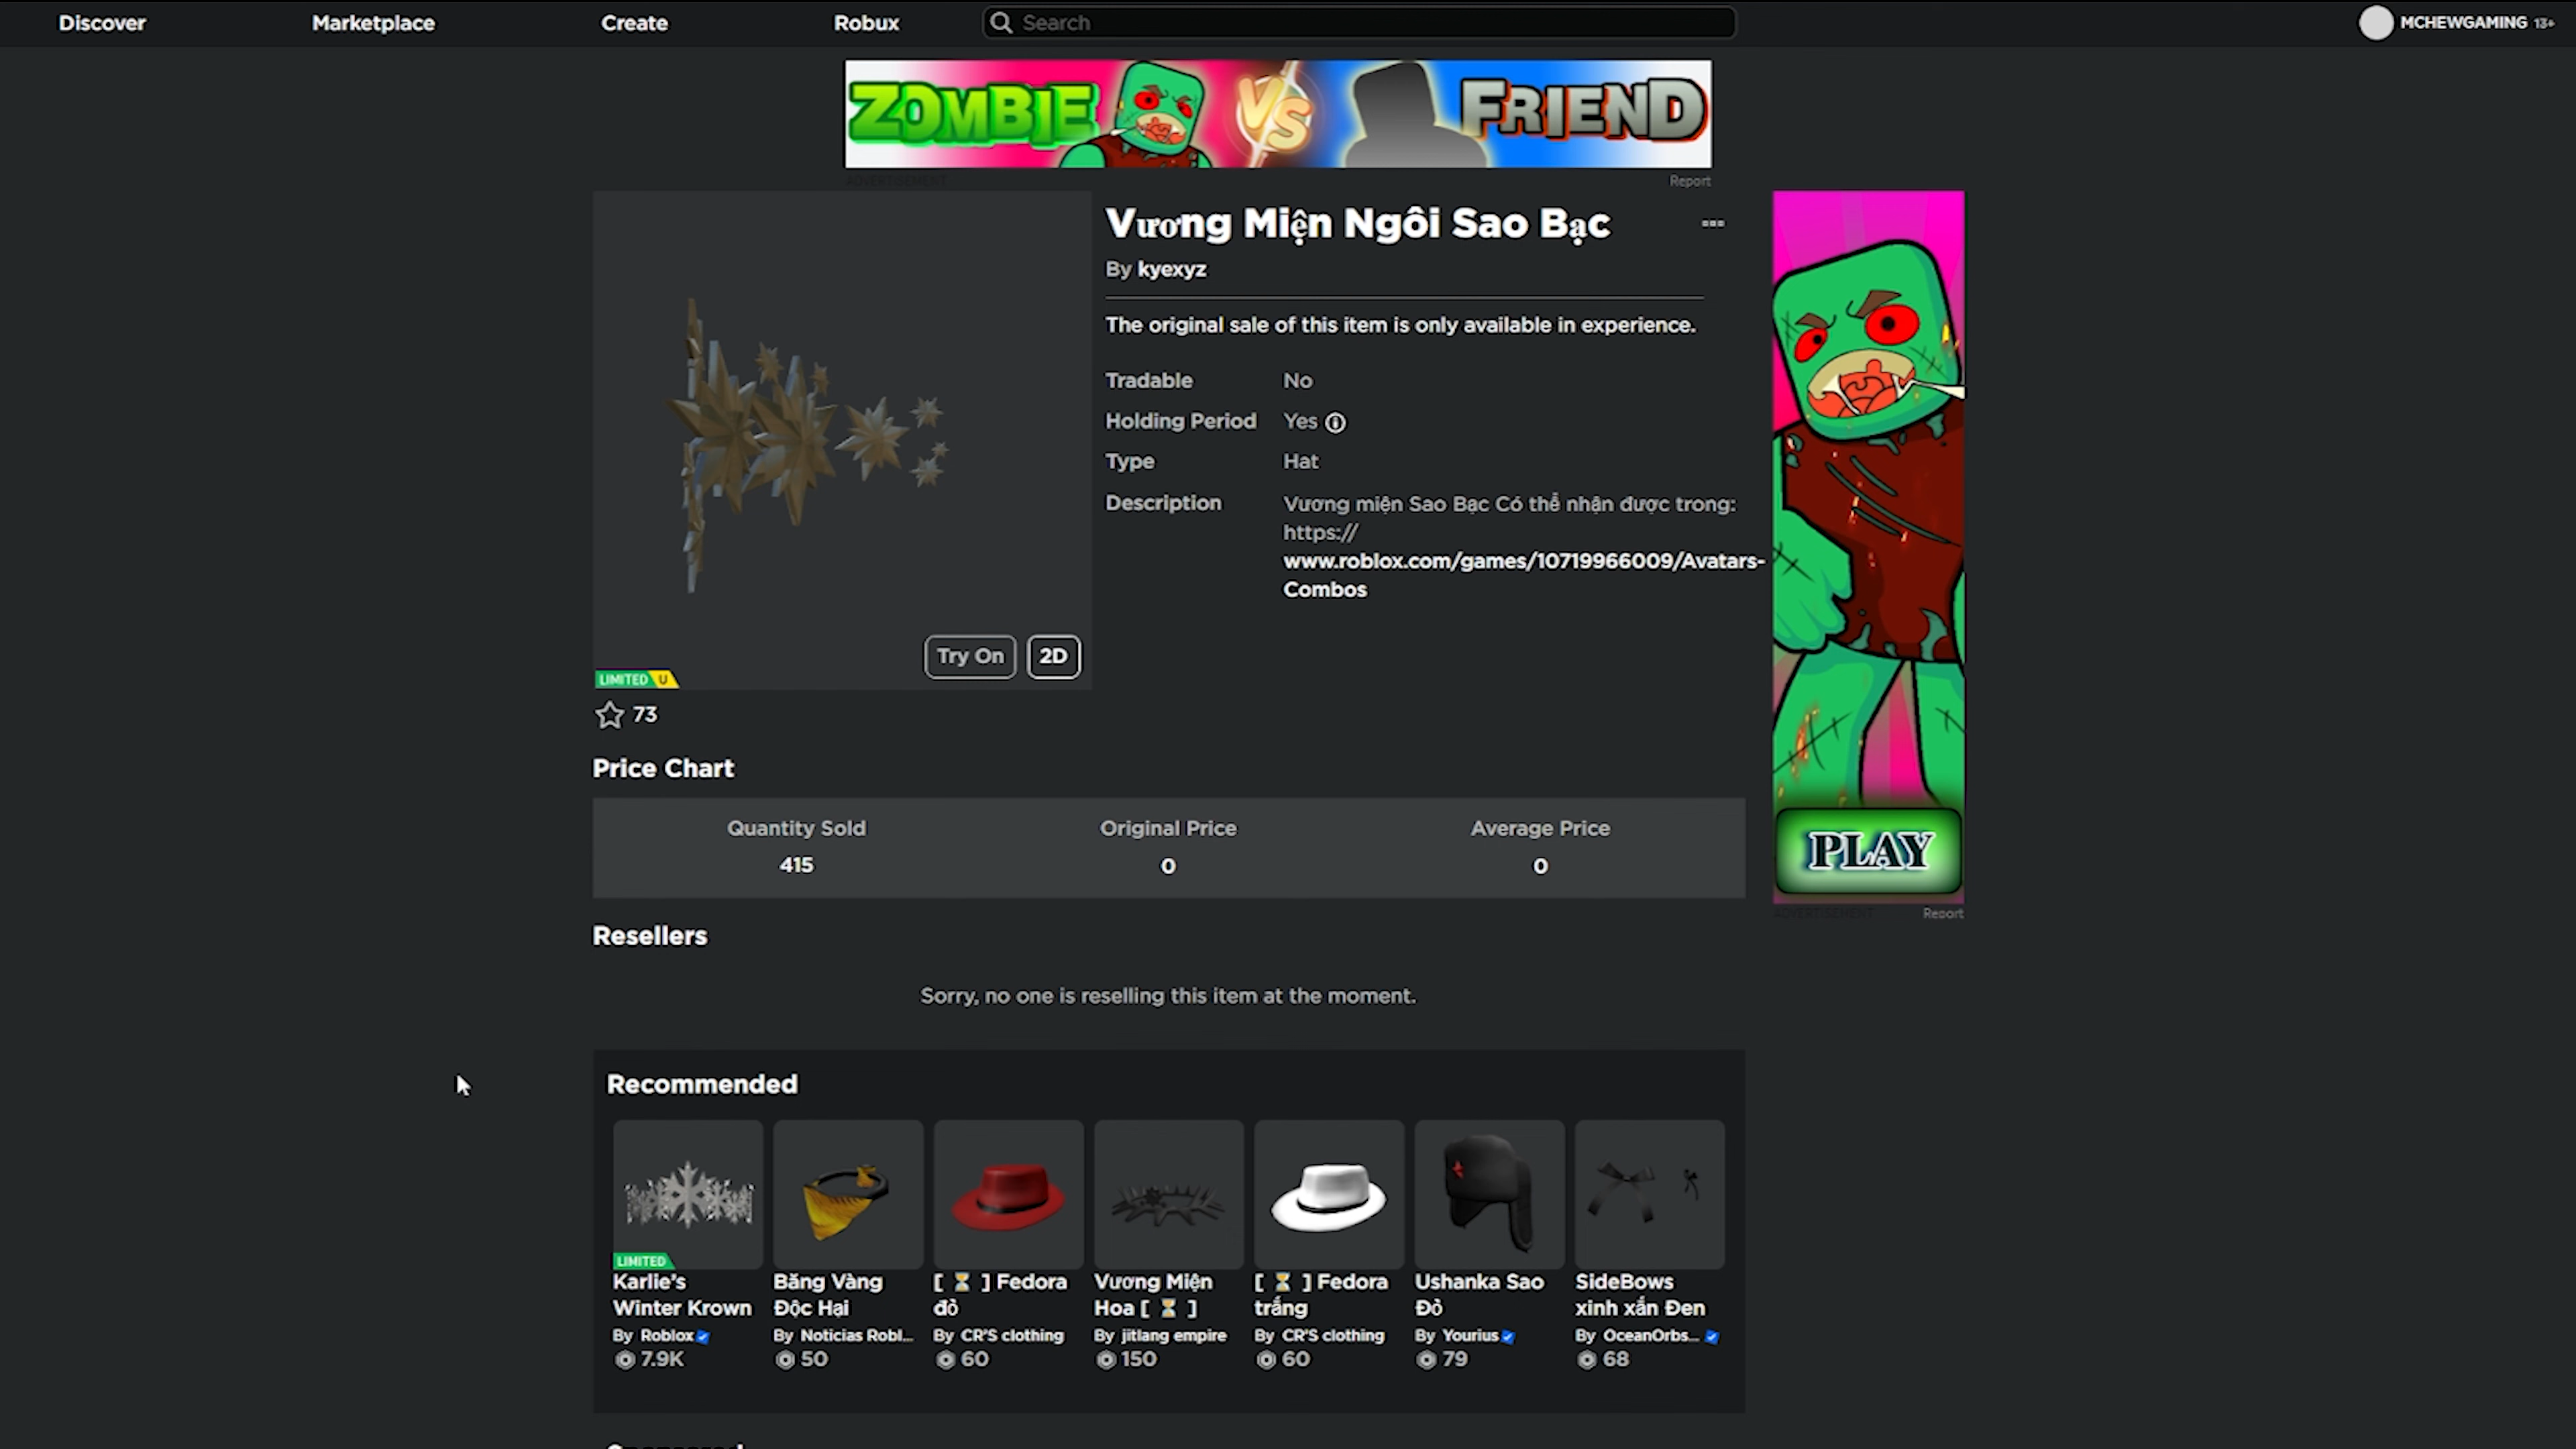 Discover Marketplace Create Robux Search MCHEWGAMING 13+
ZOMBIE VS FRIEND
ADVERTISEMENT Report
Vương Miện Ngôi Sao Bạc
By kyexyz
The original sale of this item is only available in experience.
Tradable No
Holding Period Yes
Type Hat
Description Vương miện Sao Bạc Có thể nhận được trong:
https://
www.roblox.com/games/10719966009/Avatars-
Combos
Try On 2D
LIMITED U
73
PLAY
ADVERTISEMENT Report
Price Chart
Quantity Sold Original Price Average Price
415 0 0
Resellers
Sorry, no one is reselling this item at the moment.
Recommended
LIMITED
Karlie's Băng Vàng [ ⏳ ] Fedora Vương Miện [ ⏳ ] Fedora Ushanka Sao SideBows
Winter Krown Độc Hại đỏ Hoa [ ⏳ ] trắng Đỏ xinh xắn Đen
By Roblox By Noticias Robl... By CR'S clothing By jitlang empire By CR'S clothing By Yourius By OceanOrbs...
7.9K 50 60 150 60 79 68